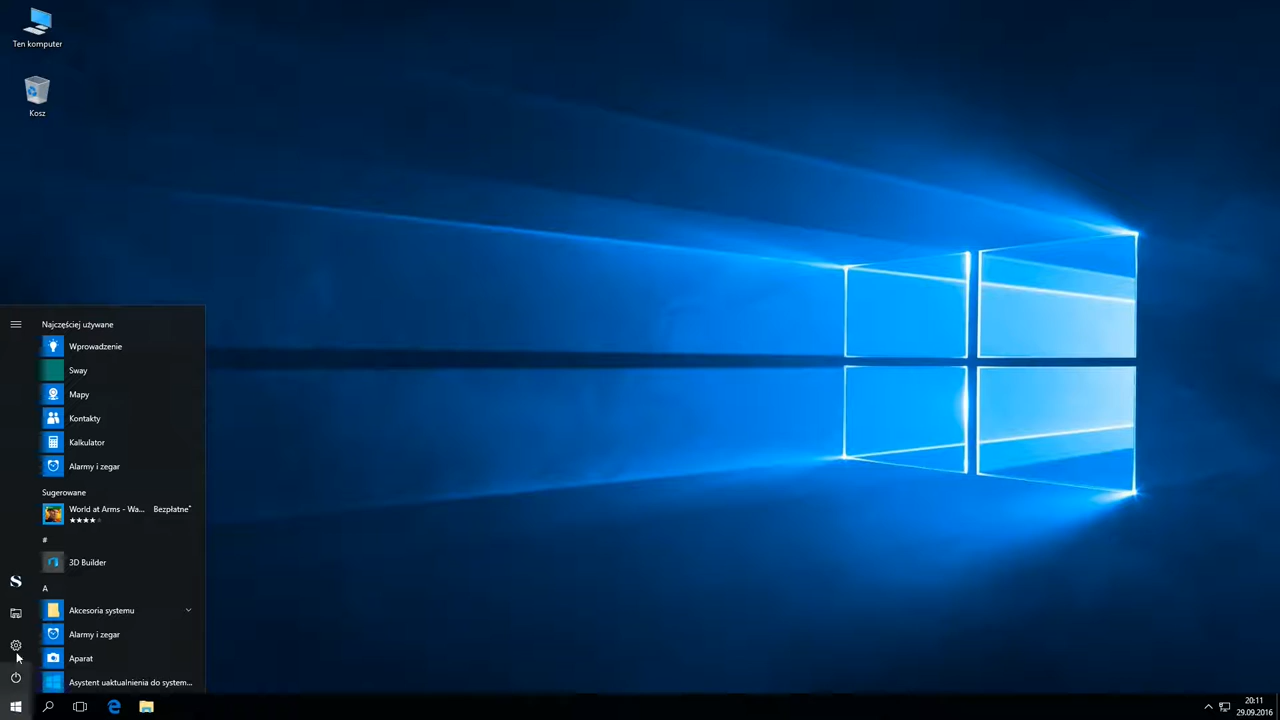 Ten komputer
Kosz
Najczęściej używane
Wprowadzenie
Sway
Mapy
Kontakty
Kalkulator
Alarmy i zegar
Sugerowane
World at Arms - Wa... Bezpłatne*
#
3D Builder
A
Akcesoria systemu
Alarmy i zegar
Aparat
Asystent uaktualnienia do system...
20:11
29.09.2016